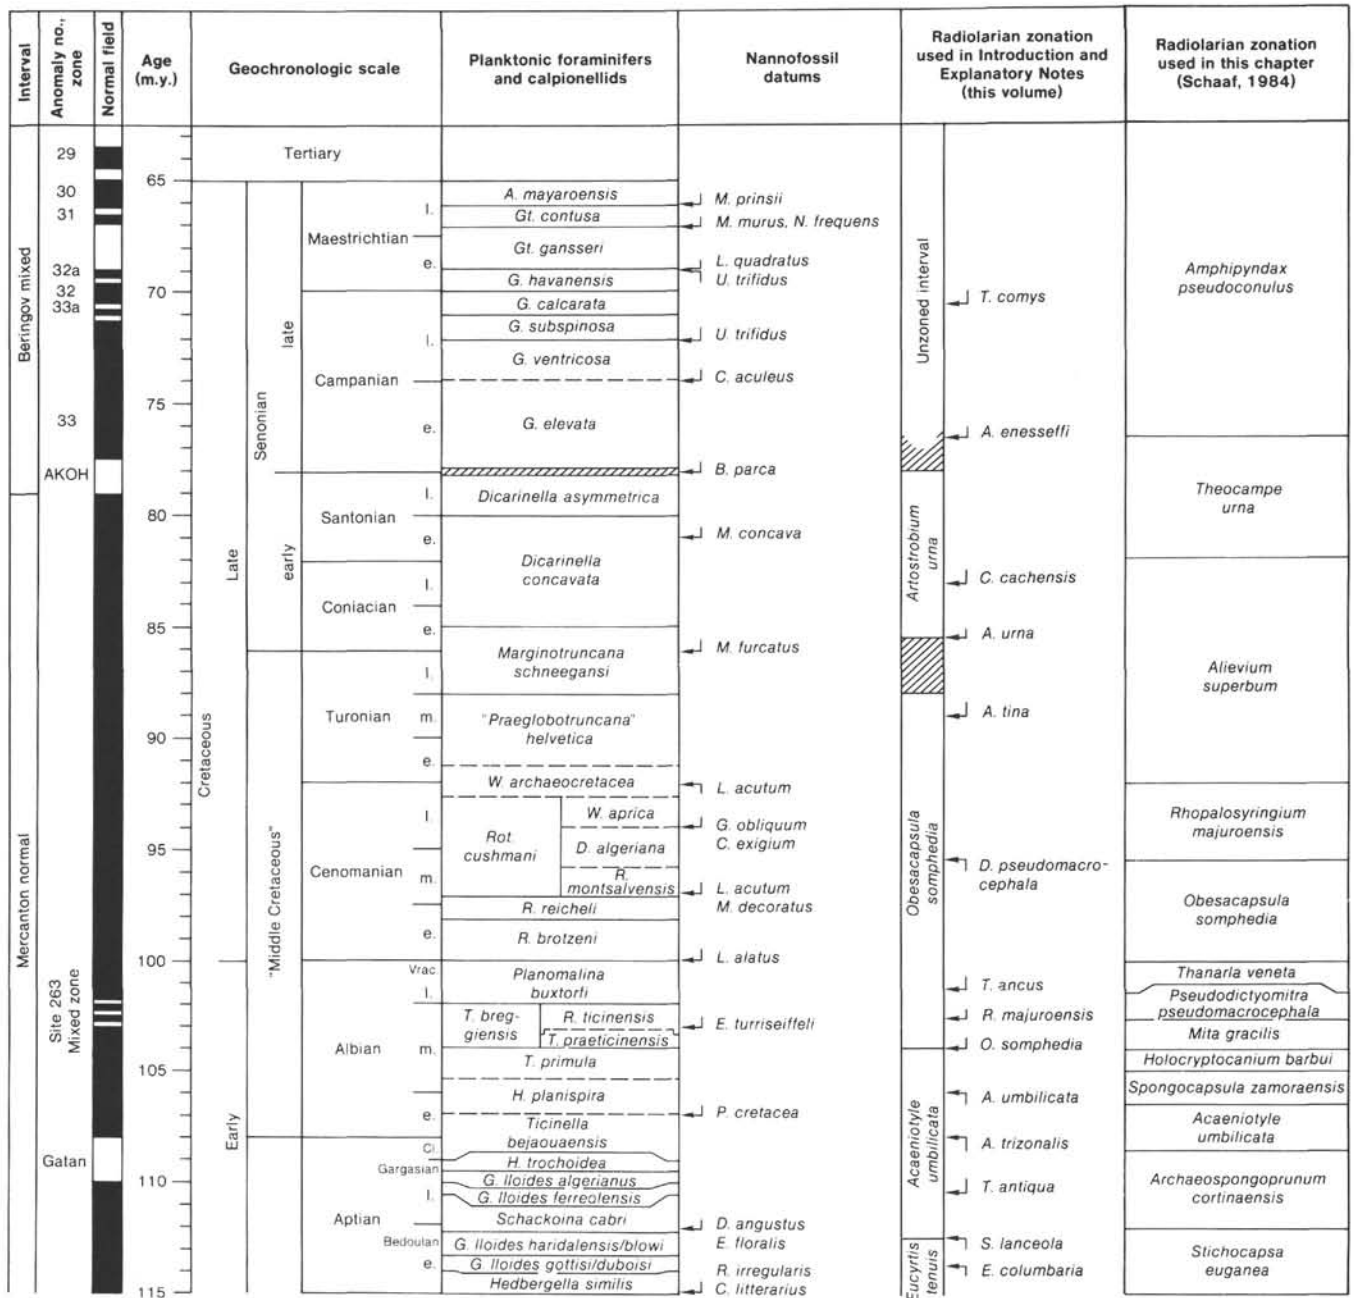 Interval
Anomaly no., zone
Normal field
Age
(m.y.)
Geochronologic scale
Planktonic foraminifers
and calpionellids
Nannofossil
datums
Radiolarian zonation
used in Introduction and
Explanatory Notes
(this volume)
Radiolarian zonation
used in this chapter
(Schaaf, 1984)
Beringov mixed
Mercanton normal
29
30
31
32a
32
33a
33
AKOH
Site 263
Mixed zone
Gatan
65
70
75
80
85
90
95
100
105
110
115
Tertiary
Cretaceous
Late
Early
Senonian
late
early
"Middle Cretaceous"
Maestrichtian
l.
e.
Campanian
l.
e.
Santonian
l.
e.
Coniacian
l.
e.
Turonian
l.
m.
e.
Cenomanian
l.
m.
e.
Albian
Vrac.
l.
m.
e.
Aptian
Cl.
Gargasian
l.
Bedoulian
e.
A. mayaroensis
Gt. contusa
Gt. gansseri
G. havanensis
G. calcarata
G. subspinosa
G. ventricosa
G. elevata
Dicarinella asymmetrica
Dicarinella
concavata
Marginotruncana
schneegansi
"Praeglobotruncana"
helvetica
W. archaeocretacea
Rot.
cushmani
W. aprica
D. algeriana
R.
montsalvensis
R. reicheli
R. brotzeni
Planomalina
buxtorfi
T. breg-
giensis
R. ticinensis
T. praeticinensis
T. primula
H. planispira
Ticinella
bejaouaensis
H. trochoidea
G. lloides algerianus
G. lloides ferreolensis
Schackoina cabri
G. lloides haridalensis/blowi
G. lloides gottisi/duboisi
Hedbergella similis
M. prinsii
M. murus, N. frequens
L. quadratus
U. trifidus
U. trifidus
C. aculeus
B. parca
M. concava
M. furcatus
L. acutum
G. obliquum
C. exigium
L. acutum
M. decoratus
L. alatus
E. turriseiffeli
P. cretacea
D. angustus
E. floralis
R. irregularis
C. litterarius
Unzoned interval
Artostrobium
urna
Obesacapsula
somphedia
Acaeniotyle
umbilicata
Eucyrtis
tenuis
T. comys
A. enesseffi
C. cachensis
A. urna
A. tina
D. pseudomacro-
cephala
T. ancus
R. majuroensis
O. somphedia
A. umbilicata
A. trizonalis
T. antiqua
S. lanceola
E. columbaria
Amphipyndax
pseudoconulus
Theocampe
urna
Alievium
superbum
Rhopalosyringium
majuroensis
Obesacapsula
somphedia
Thanarla veneta
Pseudodictyomitra
pseudomacrocephala
Mita gracilis
Holocryptocanium barbui
Spongocapsula zamoraensis
Acaeniotyle
umbilicata
Archaeospongoprunum
cortinaensis
Stichocapsa
euganea